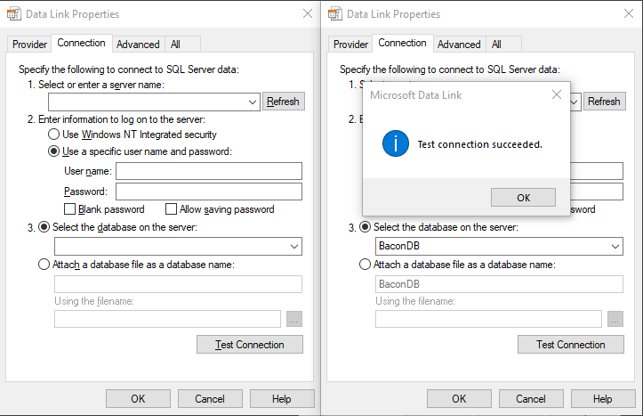 Data Link Properties
Provider Connection Advanced All
Specify the following to connect to SQL Server data:
1. Select or enter a server name:
Refresh
2. Enter information to log on to the server:
Use Windows NT Integrated security
Use a specific user name and password:
User name:
Password:
Blank password Allow saving password
3. Select the database on the server:
Attach a database file as a database name:
Using the filename:
...
Test Connection
OK Cancel Help
Data Link Properties
Provider Connection Advanced All
Specify the following to connect to SQL Server data:
1. 
Refresh
2. 
Microsoft Data Link
i
Test connection succeeded.
OK
3. Select the database on the server:
BaconDB
Attach a database file as a database name:
BaconDB
Using the filename:
...
Test Connection
OK Cancel Help